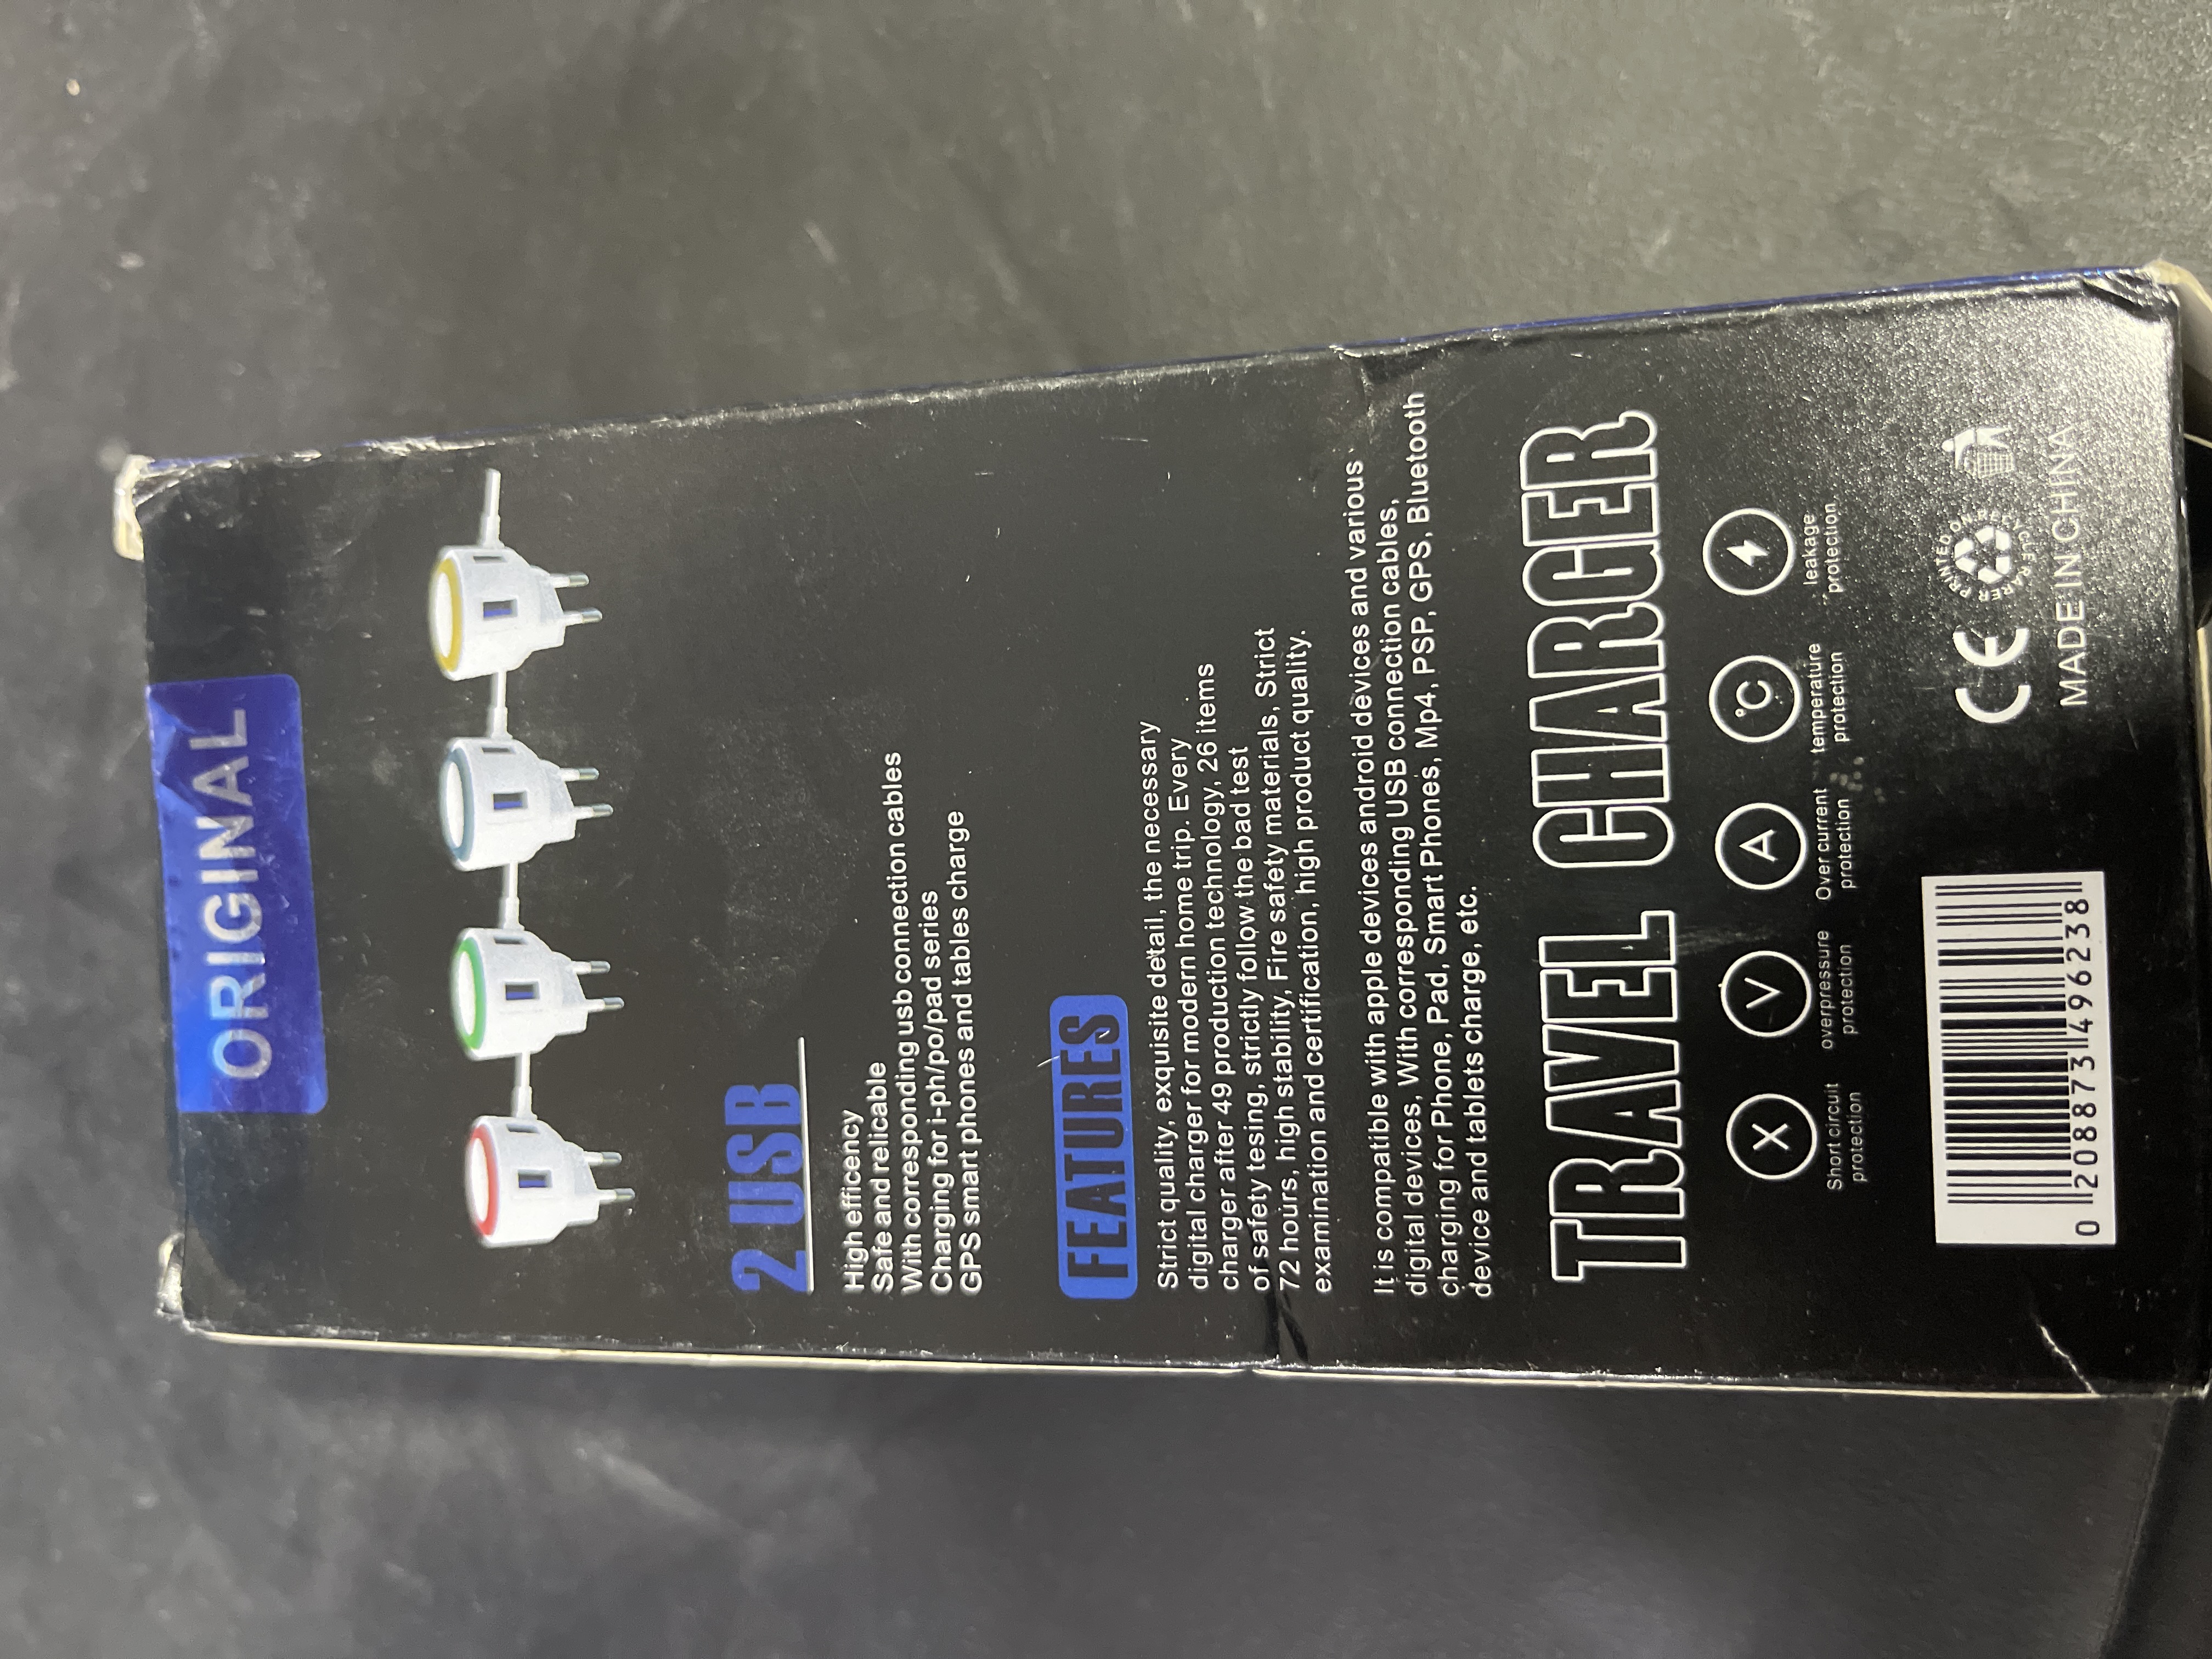 ORIGINAL
2 USB
High efficency
Safe and relicable
With corresponding usb connection cables
Charging for i-ph/po/pad series
GPS smart phones and tables charge
FEATURES
Strict quality, exquisite detail, the necessary
digital charger for modern home trip. Every
charger after 49 production technology, 26 items
of safety testing, strictly follow the bad test
72 hours, high stability, Fire safety materials, Strict
examination and certification, high product quality.
It is compatible with apple devices android devices and various
digital devices, With corresponding USB connection cables,
charging for Phone, Pad, Smart Phones, Mp4, PSP, GPS, Bluetooth
device and tablets charge, etc.
TRAVEL CHARGER
X V A °C
Short circuit protection
overpressure protection
Over current protection
temperature protection
leakage protection
0 208873 496238
CE
PRINTED ON
MADE IN CHINA